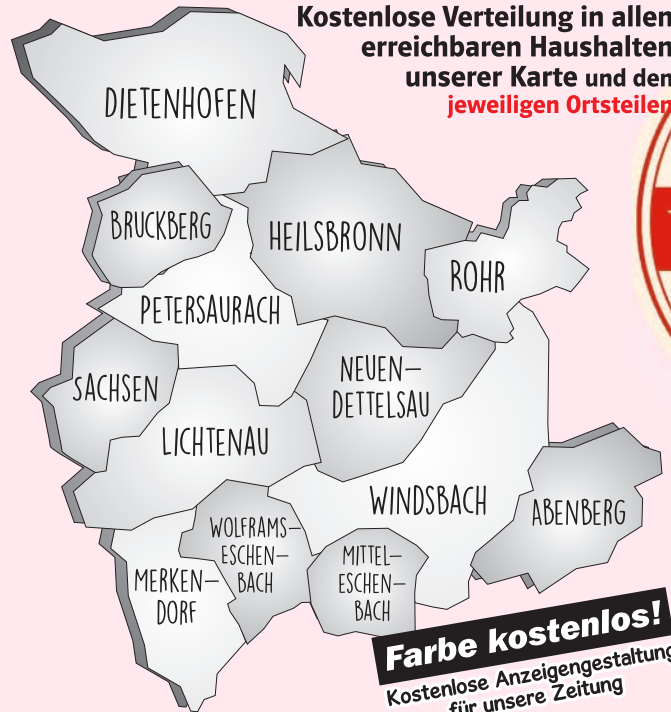 Kostenlose Verteilung in allen
erreichbaren Haushalten
unserer Karte und den
jeweiligen Ortsteilen
DIETENHOFEN
BRUCKBERG
HEILSBRONN
ROHR
PETERSAURACH
SACHSEN
NEUEN–
DETTELSAU
LICHTENAU
WINDSBACH
ABENBERG
WOLFRAMS–
ESCHEN–
BACH
MITTEL–
ESCHEN–
BACH
MERKEN–
DORF
Farbe kostenlos!
Kostenlose Anzeigengestaltung
für unsere Zeitung